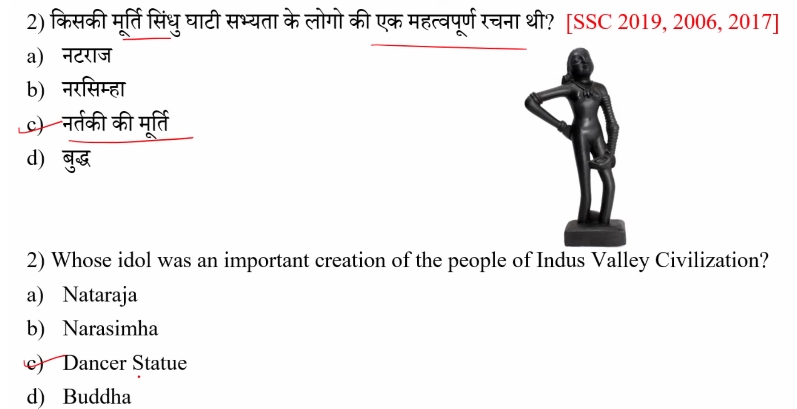 2) किसकी मूर्ति सिंधु घाटी सभ्यता के लोगो की एक महत्वपूर्ण रचना थी? [SSC 2019, 2006, 2017]
a) नटराज
b) नरसिम्हा
c) नर्तकी की मूर्ति
d) बुद्ध
2) Whose idol was an important creation of the people of Indus Valley Civilization?
a) Nataraja
b) Narasimha
c) Dancer Statue
d) Buddha